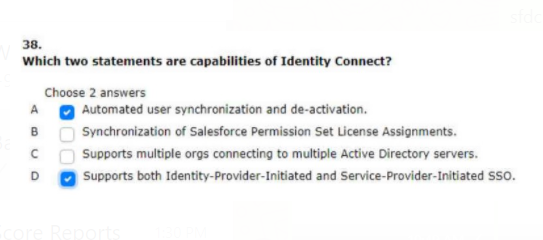 38.
Which two statements are capabilities of Identity Connect?
Choose 2 answers
A Automated user synchronization and de-activation.
B Synchronization of Salesforce Permission Set License Assignments.
C Supports multiple orgs connecting to multiple Active Directory servers.
D Supports both Identity-Provider-Initiated and Service-Provider-Initiated SSO.
core Reports